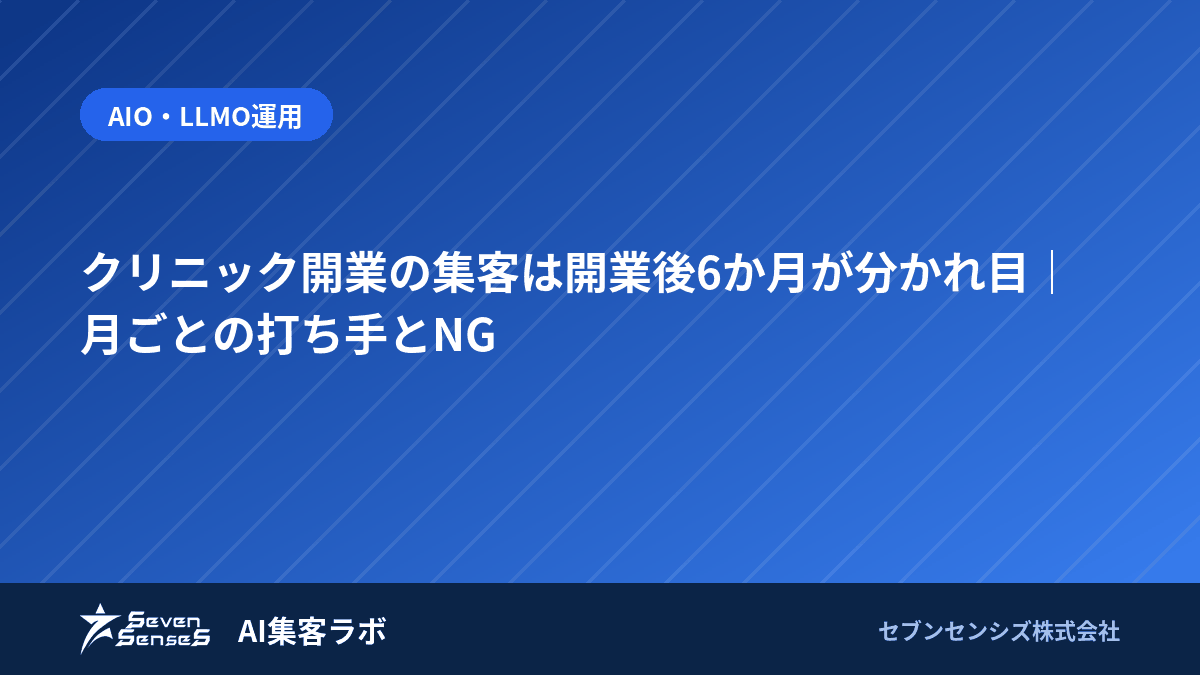 AIO・LLMO運用
クリニック開業の集客は開業後6か月が分かれ目｜
月ごとの打ち手とNG
Seven
SenseS
AI集客ラボ
セブンセンシズ株式会社